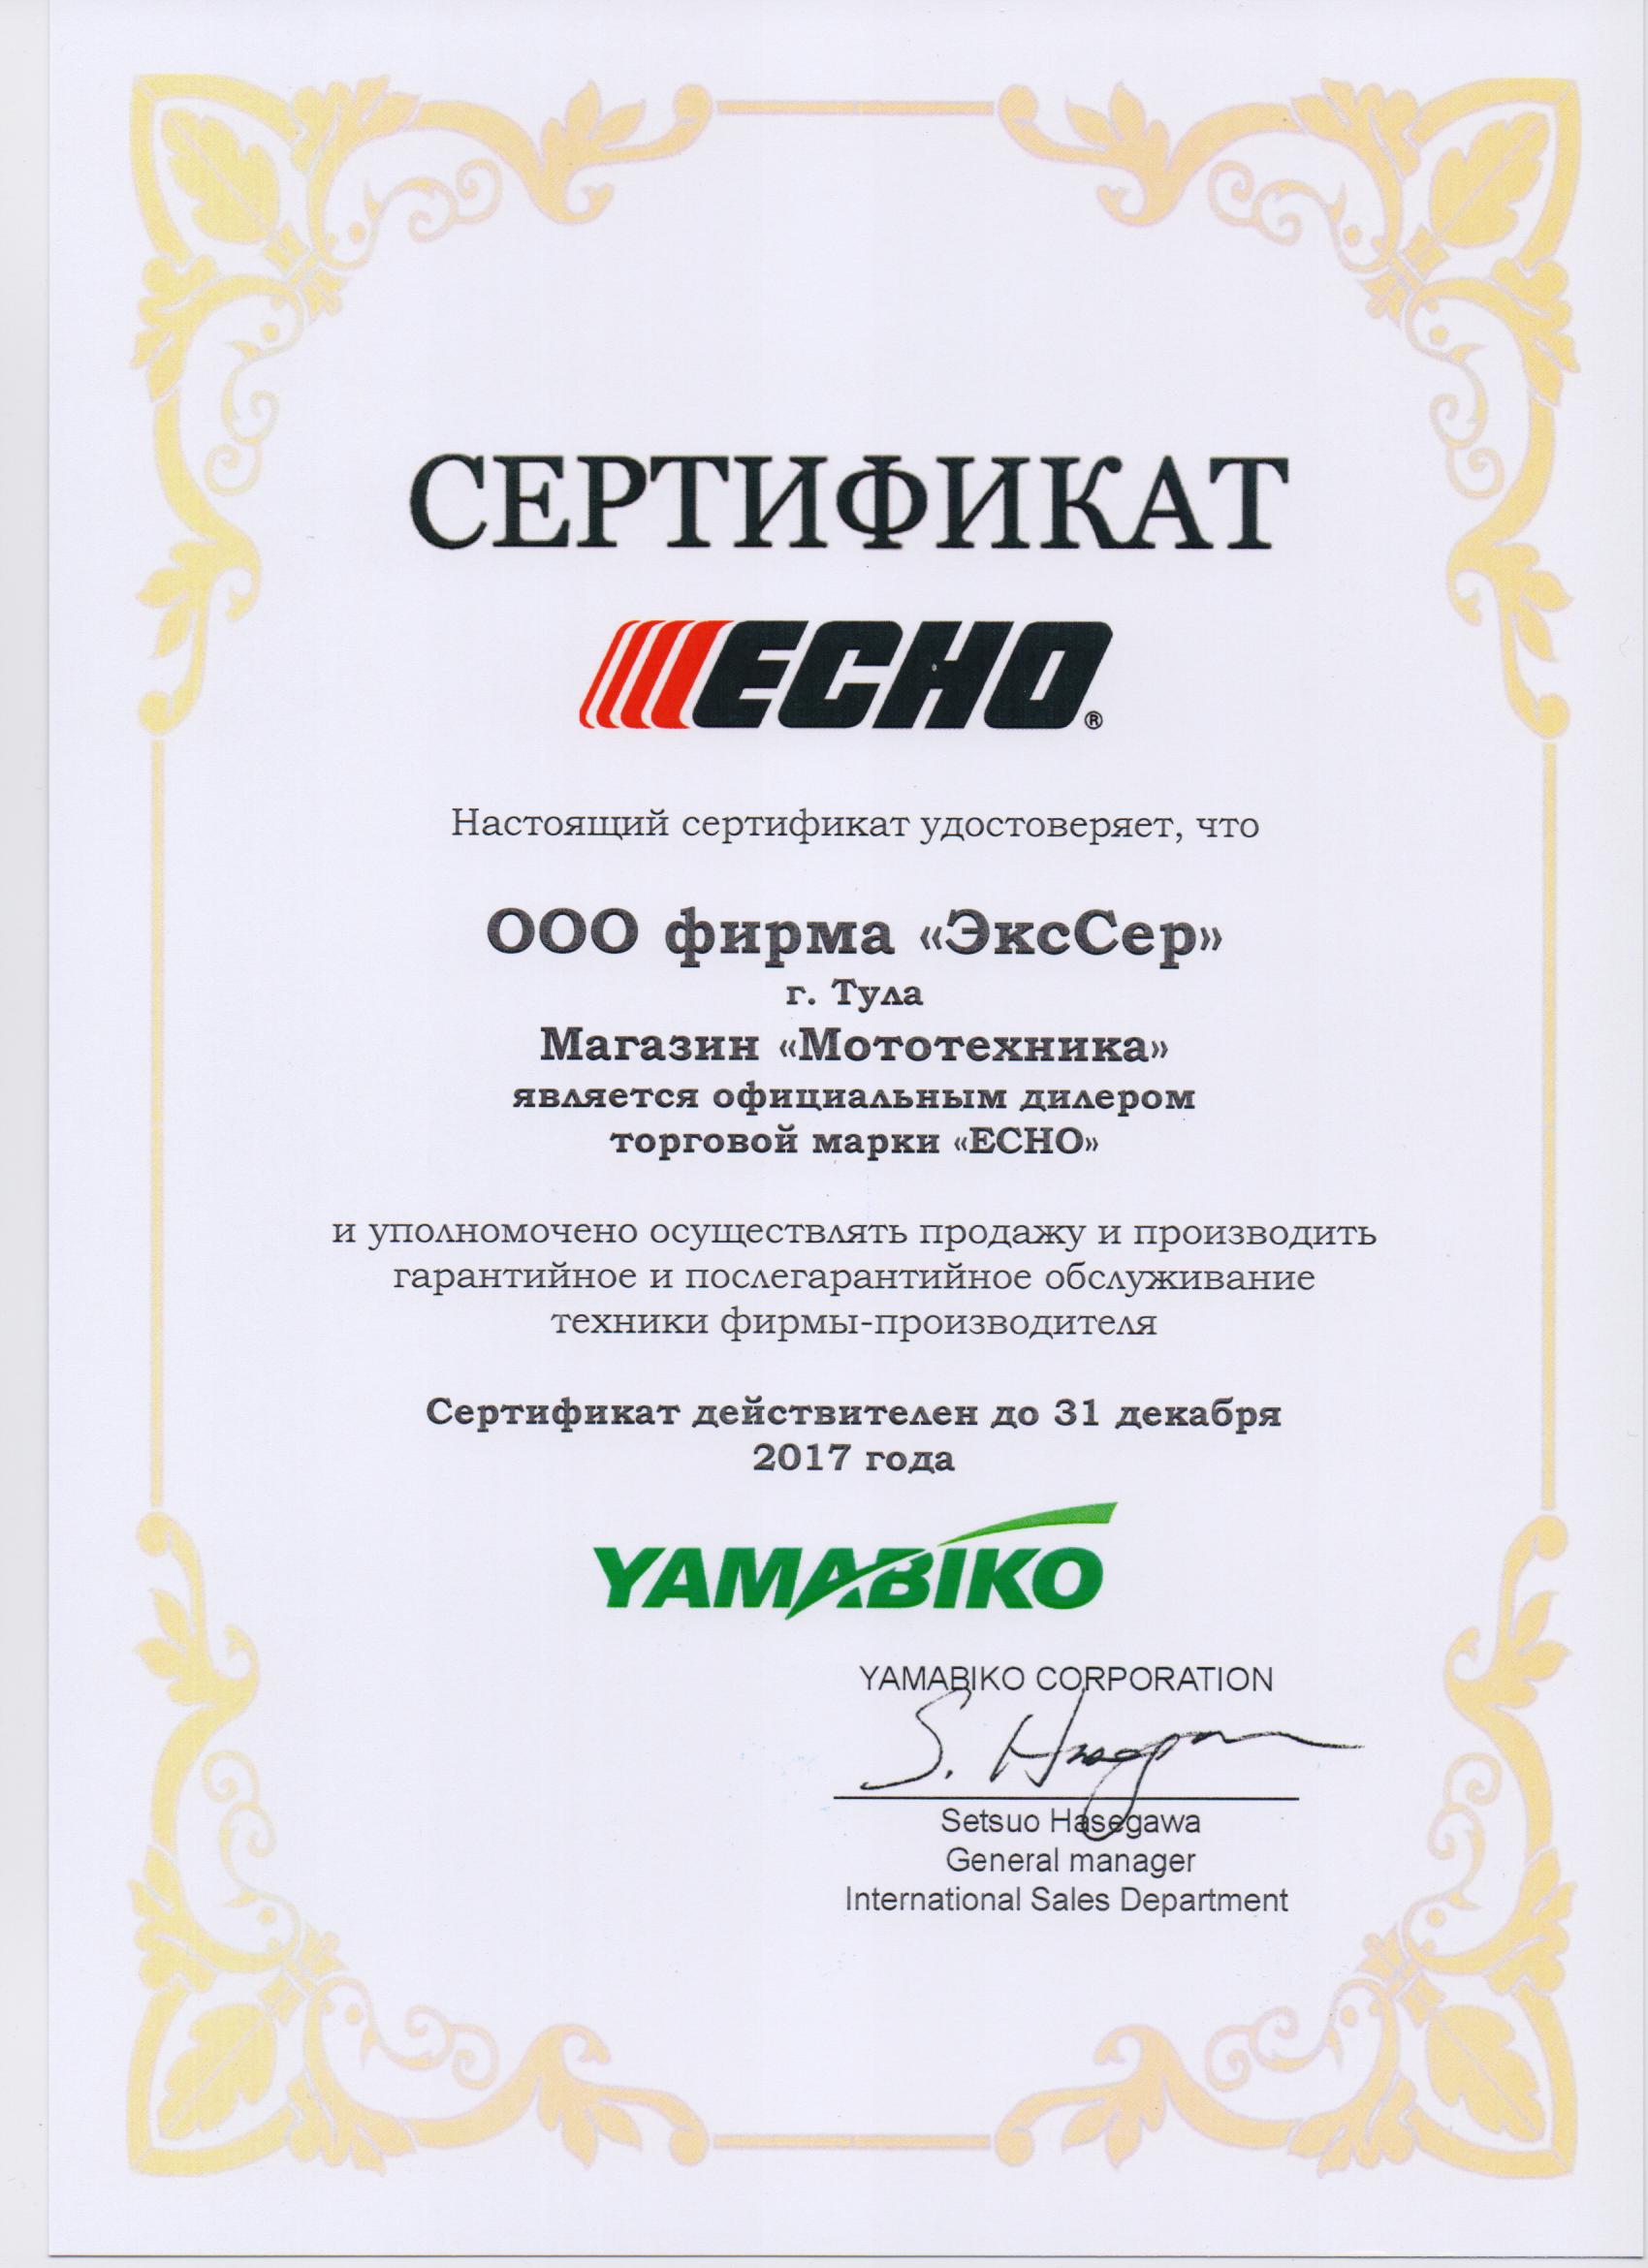 СЕРТИФИКАТ
ECHO®
Настоящий сертификат удостоверяет, что
ООО фирма «ЭксСер»
г. Тула
Магазин «Мототехника»
является официальным дилером
торговой марки «ECHO»
и уполномочено осуществлять продажу и производить
гарантийное и послегарантийное обслуживание
техники фирмы-производителя
Сертификат действителен до 31 декабря
2017 года
YAMABIKO
YAMABIKO CORPORATION
S. Hasegawa
Setsuo Hasegawa
General manager
International Sales Department